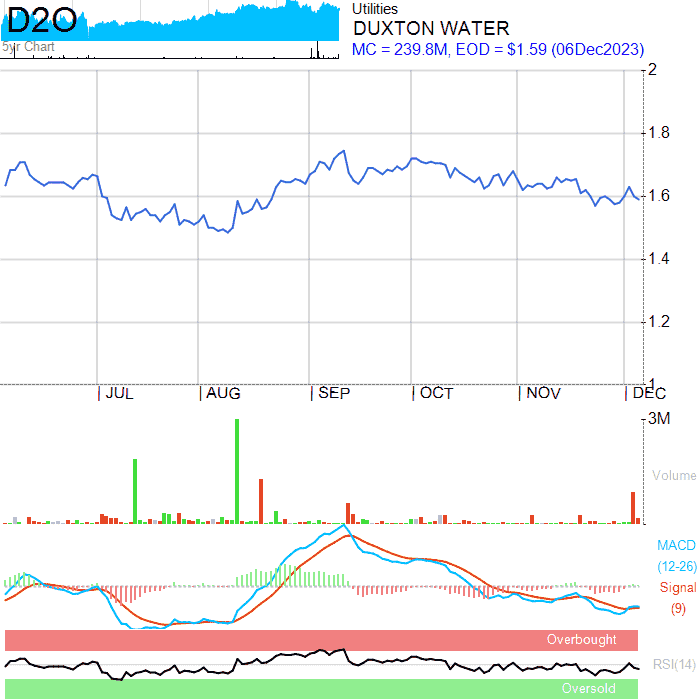 D2O
5yr Chart
Utilities
DUXTON WATER
MC = 239.8M, EOD = $1.59 (06Dec2023)
2
1.8
1.6
1.4
1.2
1
JUL AUG SEP OCT NOV DEC
3M
Volume
MACD
(12-26)
Signal
(9)
Overbought
RSI(14)
Oversold